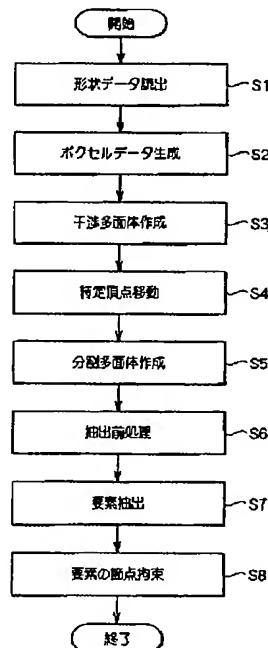 開始
形状データ読出 S1
ボクセルデータ生成 S2
干渉多面体作成 S3
特定頂点移動 S4
分割多面体作成 S5
抽出前処理 S6
要素抽出 S7
要素の節点拘束 S8
終了